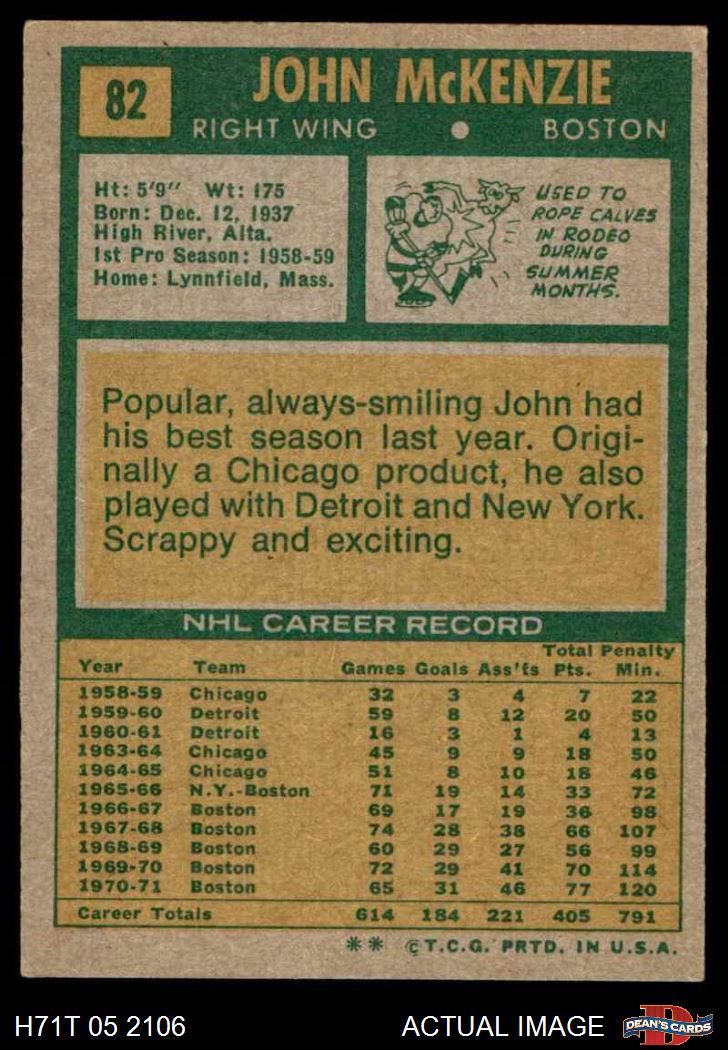 82
JOHN McKENZIE
RIGHT WING • BOSTON
Ht: 5'9" Wt: 175
Born: Dec. 12, 1937
High River, Alta.
1st Pro Season: 1958-59
Home: Lynnfield, Mass.
USED TO
ROPE CALVES
IN RODEO
DURING
SUMMER
MONTHS.
Popular, always-smiling John had
his best season last year. Origi-
nally a Chicago product, he also
played with Detroit and New York.
Scrappy and exciting.
NHL CAREER RECORD
Total Penalty
Year Team Games Goals Ass'ts Pts. Min.
1958-59 Chicago 32 3 4 7 22
1959-60 Detroit 59 8 12 20 50
1960-61 Detroit 16 3 1 4 13
1963-64 Chicago 45 9 9 18 50
1964-65 Chicago 51 8 10 18 46
1965-66 N.Y.-Boston 71 19 14 33 72
1966-67 Boston 69 17 19 36 98
1967-68 Boston 74 28 38 66 107
1968-69 Boston 60 29 27 56 99
1969-70 Boston 72 29 41 70 114
1970-71 Boston 65 31 46 77 120
Career Totals 614 184 221 405 791
** ©T.C.G. PRTD. IN U.S.A.
H71T 05 2106 ACTUAL IMAGE
D
DEAN'S CARDS